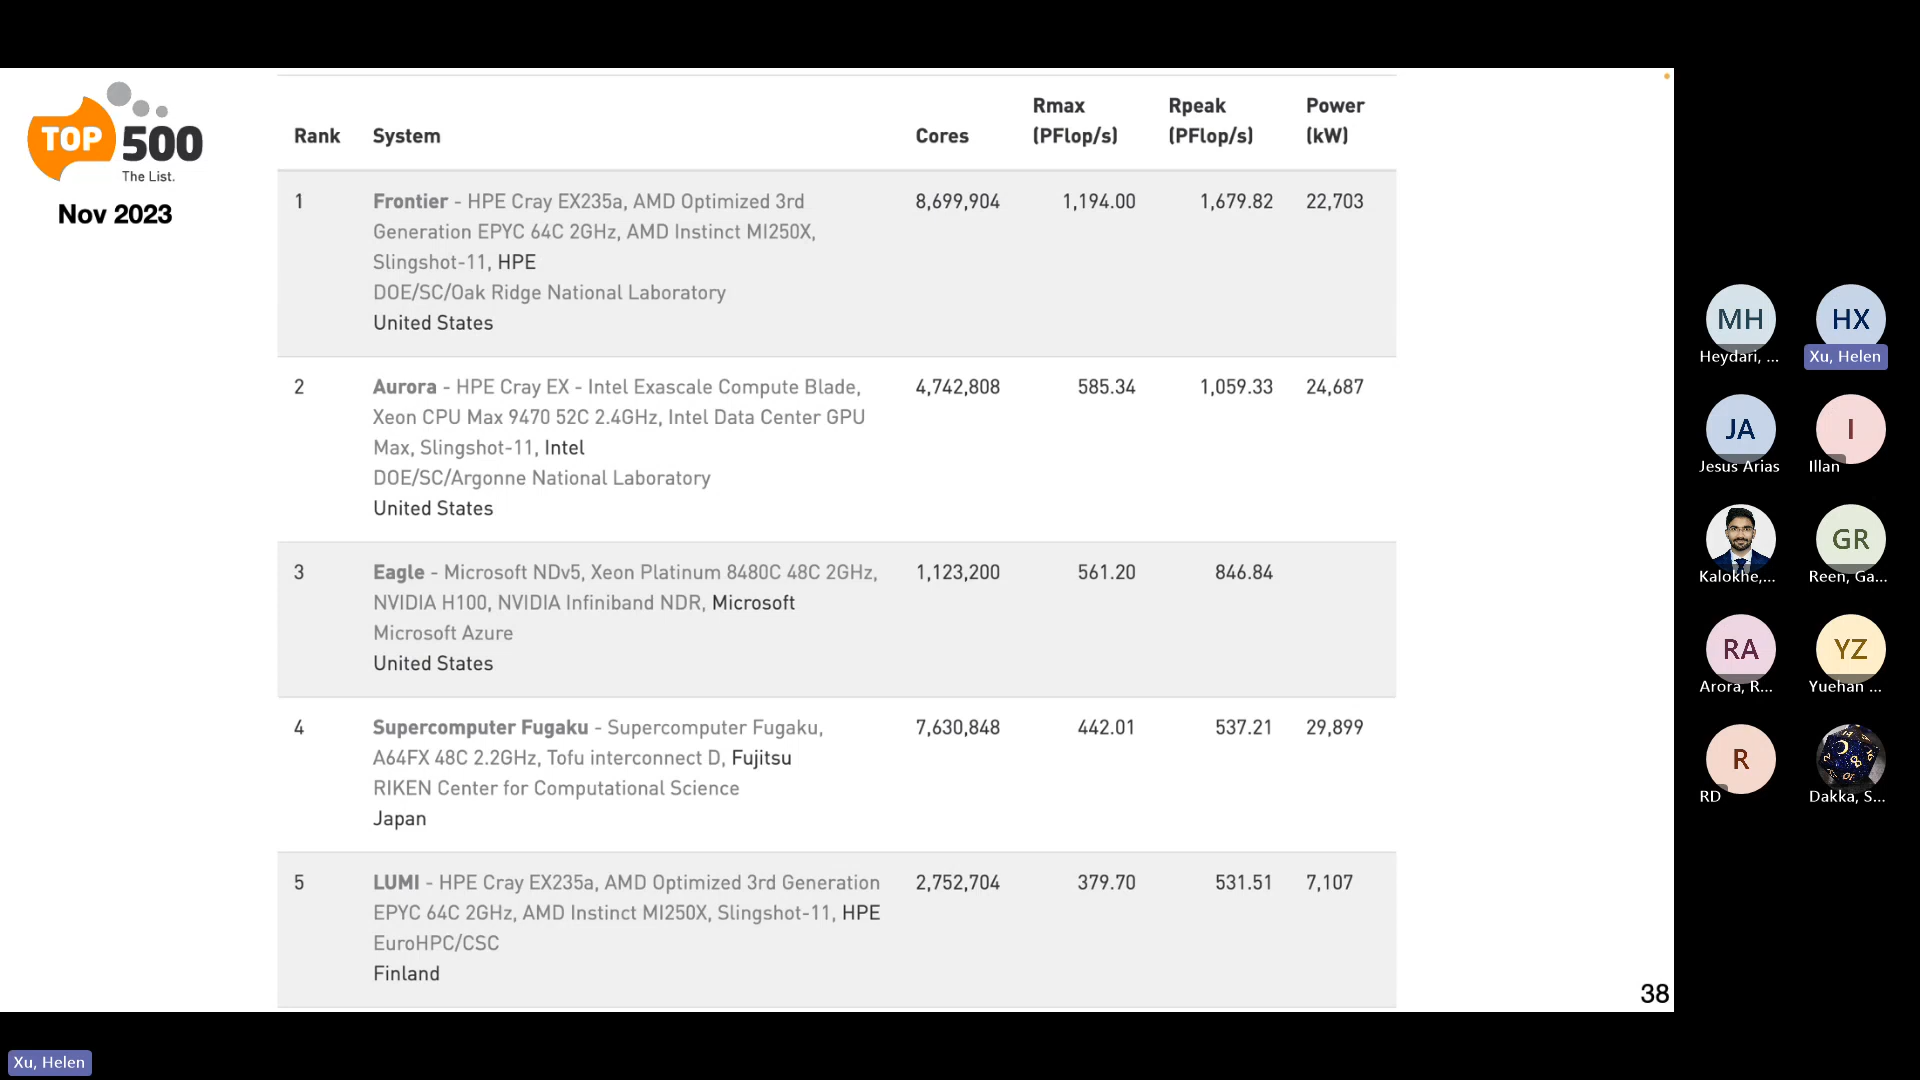 TOP 500
The List.
Nov 2023
Rank System Cores Rmax (PFlop/s) Rpeak (PFlop/s) Power (kW)
1 Frontier - HPE Cray EX235a, AMD Optimized 3rd 8,699,904 1,194.00 1,679.82 22,703
Generation EPYC 64C 2GHz, AMD Instinct MI250X,
Slingshot-11, HPE
DOE/SC/Oak Ridge National Laboratory
United States
2 Aurora - HPE Cray EX - Intel Exascale Compute Blade, 4,742,808 585.34 1,059.33 24,687
Xeon CPU Max 9470 52C 2.4GHz, Intel Data Center GPU
Max, Slingshot-11, Intel
DOE/SC/Argonne National Laboratory
United States
3 Eagle - Microsoft NDv5, Xeon Platinum 8480C 48C 2GHz, 1,123,200 561.20 846.84
NVIDIA H100, NVIDIA Infiniband NDR, Microsoft
Microsoft Azure
United States
4 Supercomputer Fugaku - Supercomputer Fugaku, 7,630,848 442.01 537.21 29,899
A64FX 48C 2.2GHz, Tofu interconnect D, Fujitsu
RIKEN Center for Computational Science
Japan
5 LUMI - HPE Cray EX235a, AMD Optimized 3rd Generation 2,752,704 379.70 531.51 7,107
EPYC 64C 2GHz, AMD Instinct MI250X, Slingshot-11, HPE
EuroHPC/CSC
Finland
38
MH HX
Heydari, ... Xu, Helen
JA I
Jesus Arias Illan
GR
Kalokhe,... Reen, Ga...
RA YZ
Arora, R... Yuehan ...
R
RD Dakka, S...
Xu, Helen